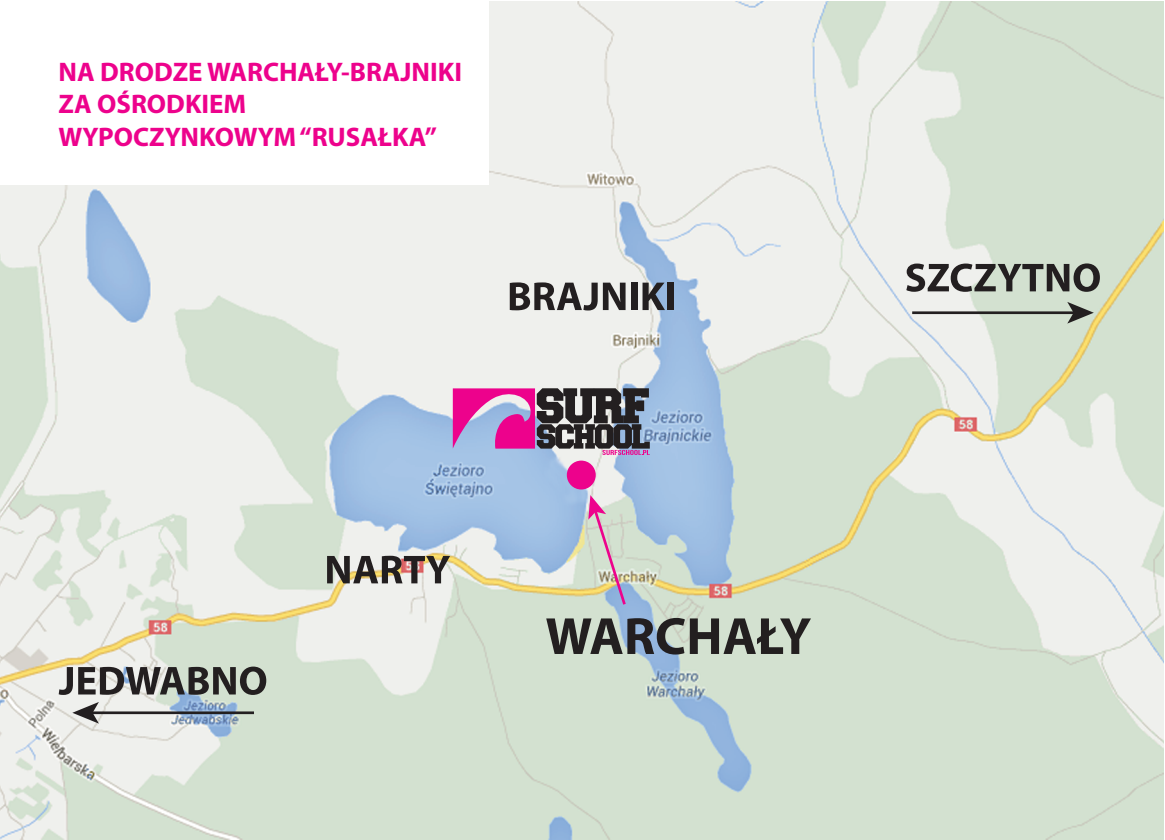 NA DRODZE WARCHAŁY-BRAJNIKI
ZA OŚRODKIEM
WYPOCZYNKOWYM “RUSAŁKA”
Witowo
SZCZYTNO
BRAJNIKI
Brajniki
SURF
SCHOOL
SURFSCHOOL.PL
Jezioro
Brajnickie
58
Jezioro
Świętajno
NARTY
Warchały
58
58
WARCHAŁY
JEDWABNO
Jezioro
Warchały
Jezioro
Jedwabskie
Polna
Wielbarska